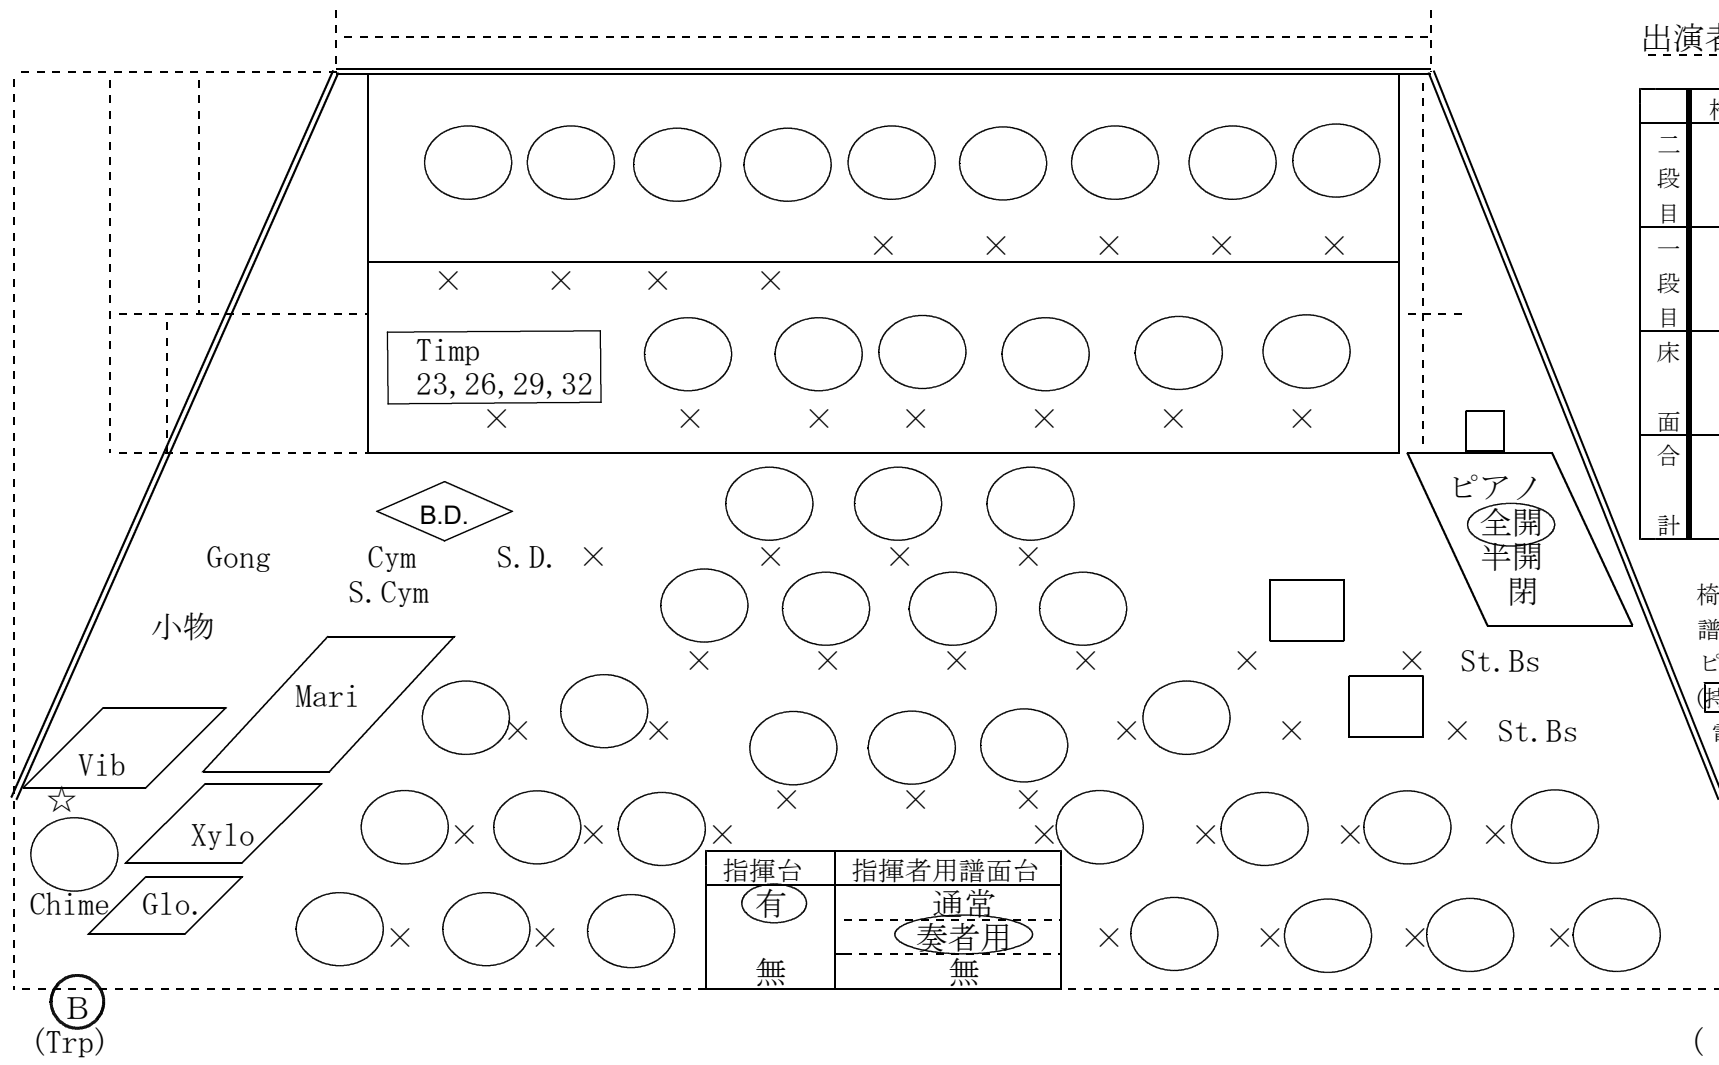 出演者
二
段
目
一
段
目
床
面
合
計
Timp
23,26,29,32
ピアノ
全開
半開
閉
B.D.
Gong Cym S.D.
S.Cym
小物
椅
譜
ピ
St.Bs
Mari
(持
St.Bs
Vib
☆
Xylo
指揮台 指揮者用譜面台
Chime Glo. 有 通常
奏者用
無 無
B
(Trp) (